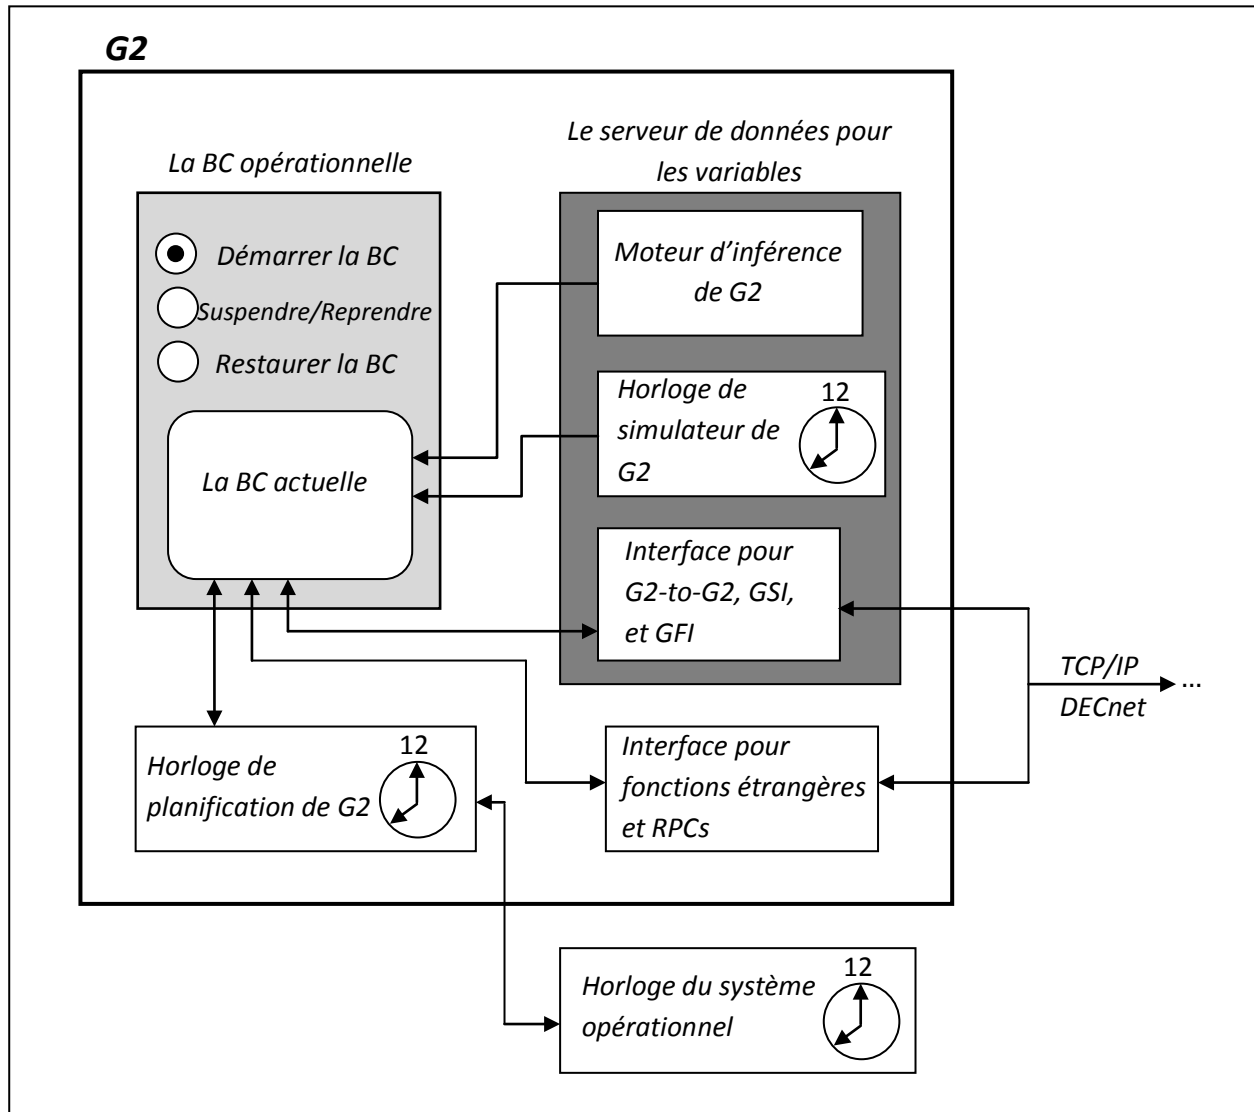 G2
La BC opérationnelle
Démarrer la BC
Suspendre/Reprendre
Restaurer la BC
La BC actuelle
Le serveur de données pour
les variables
Moteur d’inférence
de G2
Horloge de
simulateur de
G2
12
Interface pour
G2-to-G2, GSI,
et GFI
TCP/IP
DECnet
...
Horloge de
planification de G2
12
Interface pour
fonctions étrangères
et RPCs
Horloge du système
opérationnel
12